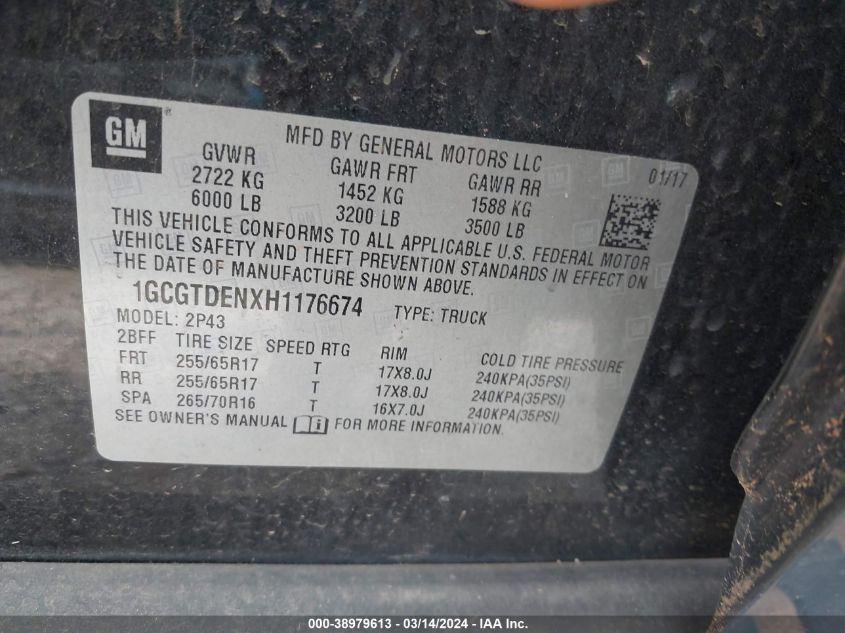 GM
MFD BY GENERAL MOTORS LLC
01/17
GVWR GAWR FRT GAWR RR
2722 KG 1452 KG 1588 KG
6000 LB 3200 LB 3500 LB
THIS VEHICLE CONFORMS TO ALL APPLICABLE U.S. FEDERAL MOTOR
VEHICLE SAFETY AND THEFT PREVENTION STANDARDS IN EFFECT ON
THE DATE OF MANUFACTURE SHOWN ABOVE.
1GCGTDENXH1176674 TYPE: TRUCK
MODEL: 2P43
2BFF TIRE SIZE SPEED RTG RIM COLD TIRE PRESSURE
FRT 255/65R17 T 17X8.0J 240KPA(35PSI)
RR 255/65R17 T 17X8.0J 240KPA(35PSI)
SPA 265/70R16 T 16X7.0J 240KPA(35PSI)
SEE OWNER'S MANUAL i FOR MORE INFORMATION.
000-38979613 - 03/14/2024 - IAA Inc.